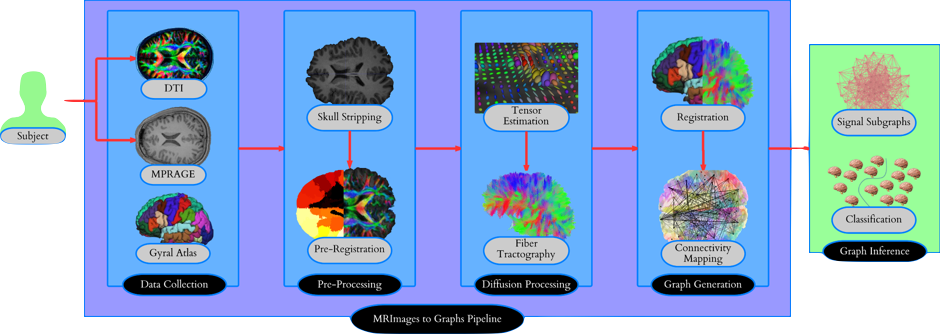 Subject
DTI
MPRAGE
Gyral Atlas
Data Collection
Skull Stripping
Pre-Registration
Pre-Processing
Tensor
Estimation
Fiber
Tractography
Diffusion Processing
Registration
Connectivity
Mapping
Graph Generation
Signal Subgraphs
Classification
Graph Inference
MRImages to Graphs Pipeline